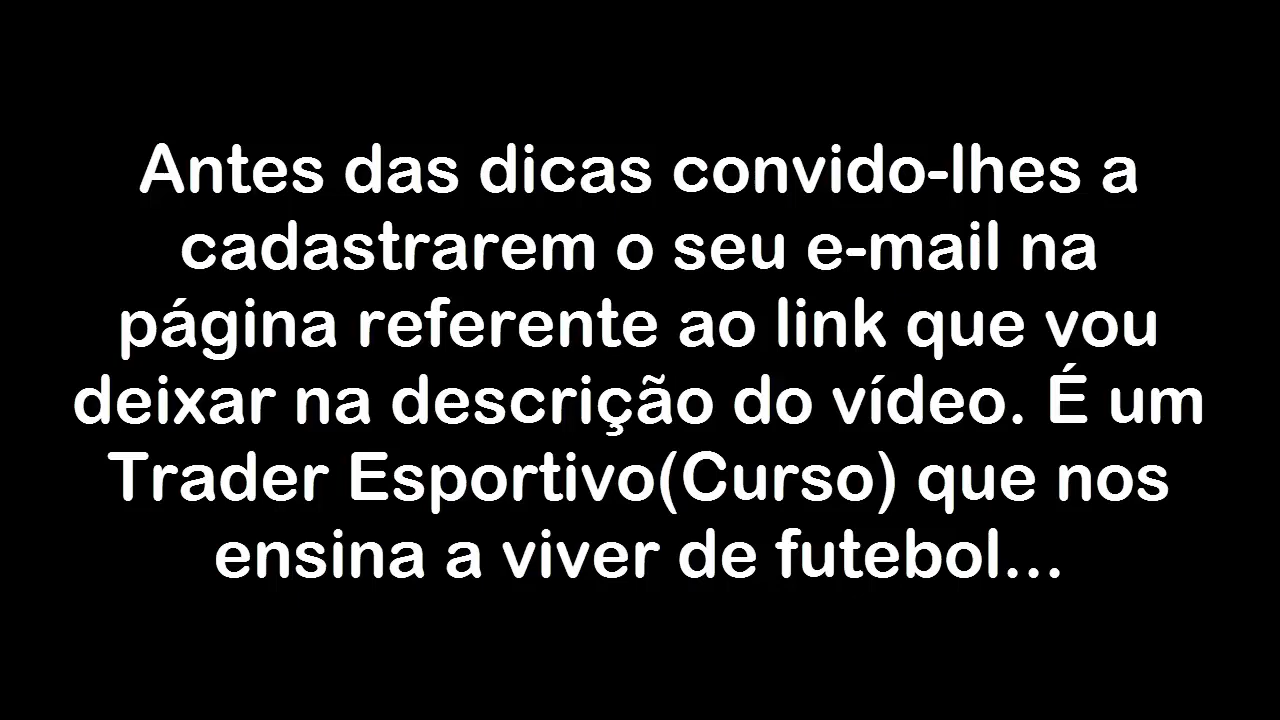 Antes das dicas convido-lhes a
cadastrarem o seu e-mail na
página referente ao link que vou
deixar na descrição do vídeo. É um
Trader Esportivo(Curso) que nos
ensina a viver de futebol...